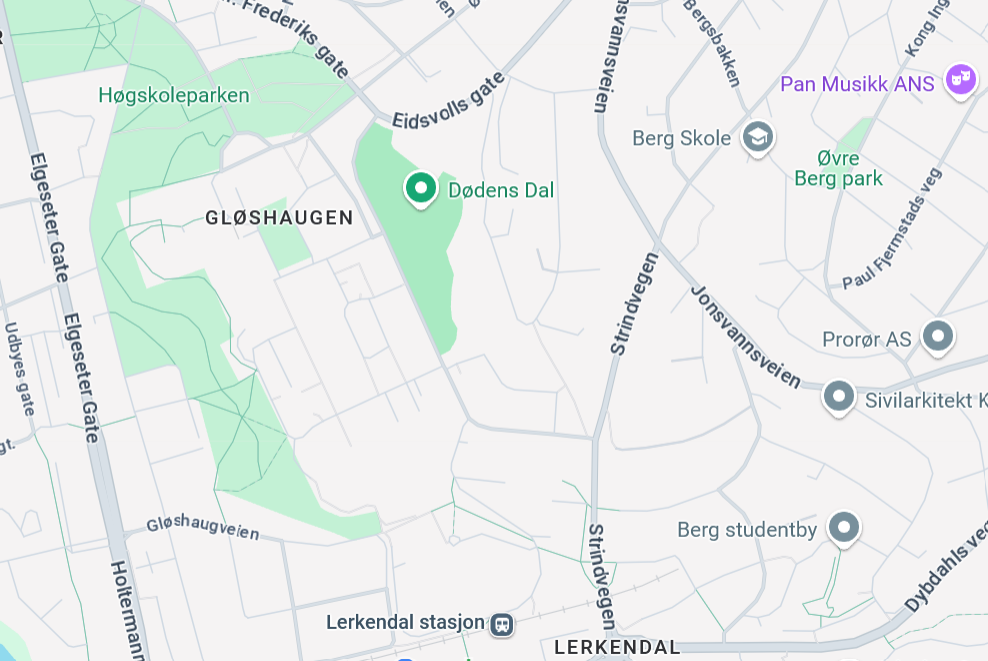 Frederiks gate
Bergsbakken
Kong Ing
nsvannsveien
Pan Musikk ANS
Høgskoleparken
Eidsvolls gate
Berg Skole
Øvre
Berg park
Elgeseter Gate
Dødens Dal
GLØSHAUGEN
Paul Fjermstads veg
Strindvegen
Jonsvannsveien
Udbyes gate
Elgeseter Gate
Prorør AS
Sivilarkitekt K
gt.
Gløshaugveien
Berg studentby
Strindvegen
Dybdahls veg
Holtermann
Lerkendal stasjon
LERKENDAL